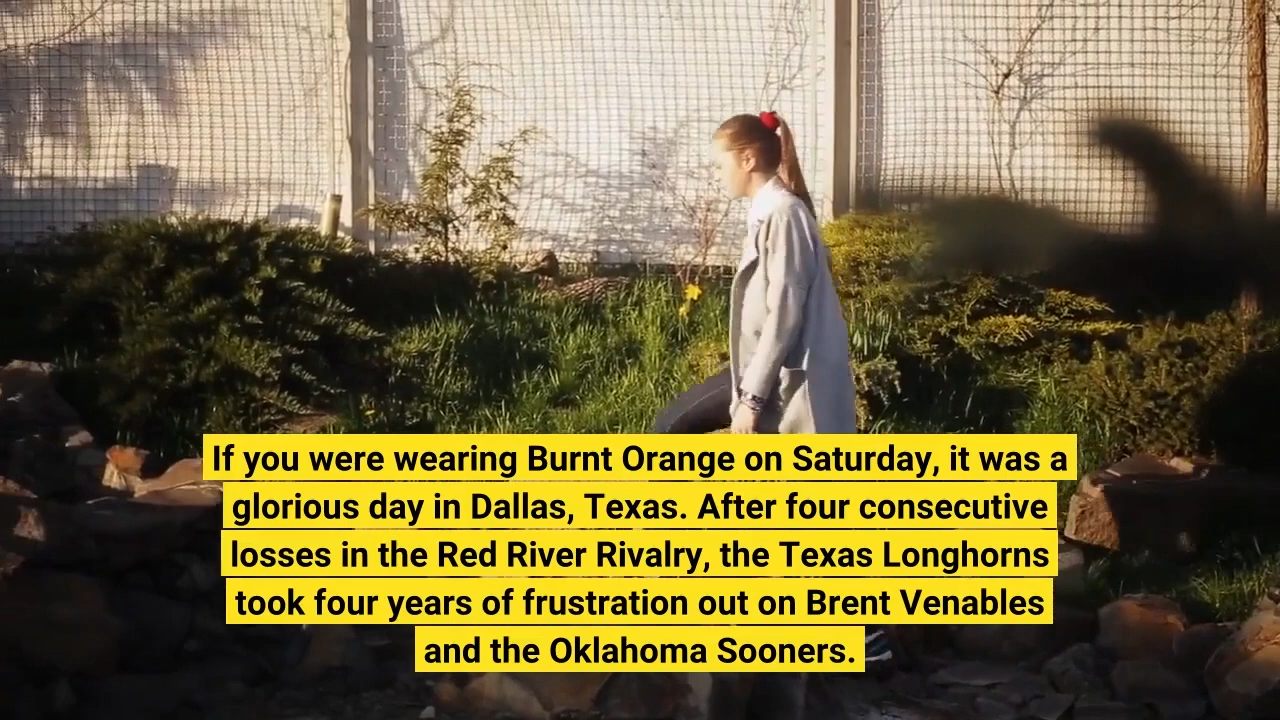 If you were wearing Burnt Orange on Saturday, it was a
glorious day in Dallas, Texas. After four consecutive
losses in the Red River Rivalry, the Texas Longhorns
took four years of frustration out on Brent Venables
and the Oklahoma Sooners.